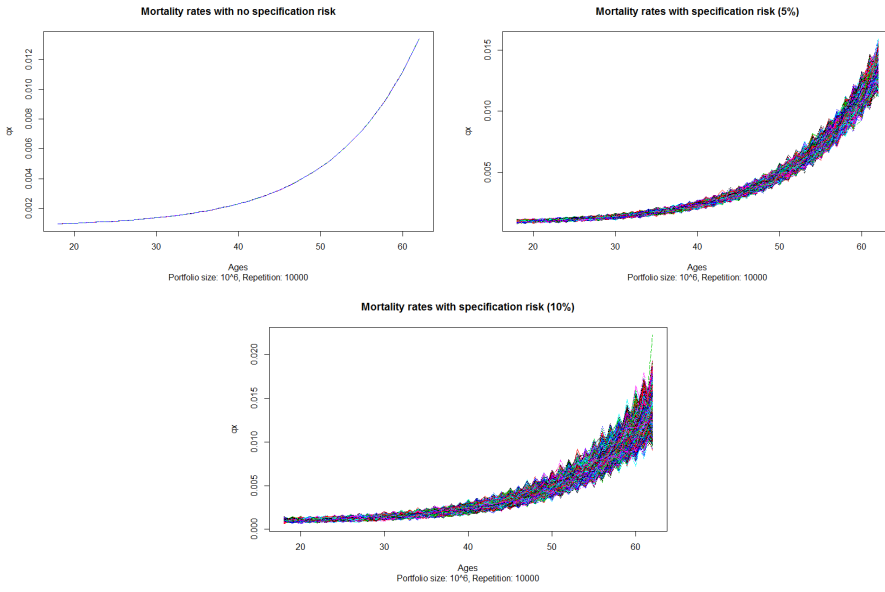 Mortality rates with no specification risk
qx
0.002 0.004 0.006 0.008 0.010 0.012
20 30 40 50 60
Ages
Portfolio size: 10^6, Repetition: 10000
Mortality rates with specification risk (5%)
qx
0.005 0.010 0.015
20 30 40 50 60
Ages
Portfolio size: 10^6, Repetition: 10000
Mortality rates with specification risk (10%)
qx
0.000 0.005 0.010 0.015 0.020
20 30 40 50 60
Ages
Portfolio size: 10^6, Repetition: 10000